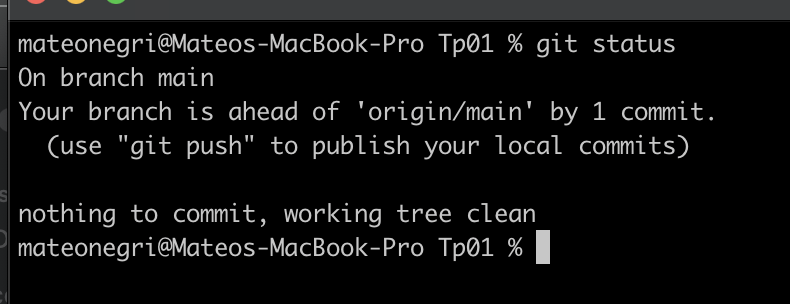 mateonegri@Mateos-MacBook-Pro Tp01 % git status
On branch main
Your branch is ahead of 'origin/main' by 1 commit.
  (use "git push" to publish your local commits)

nothing to commit, working tree clean
mateonegri@Mateos-MacBook-Pro Tp01 %